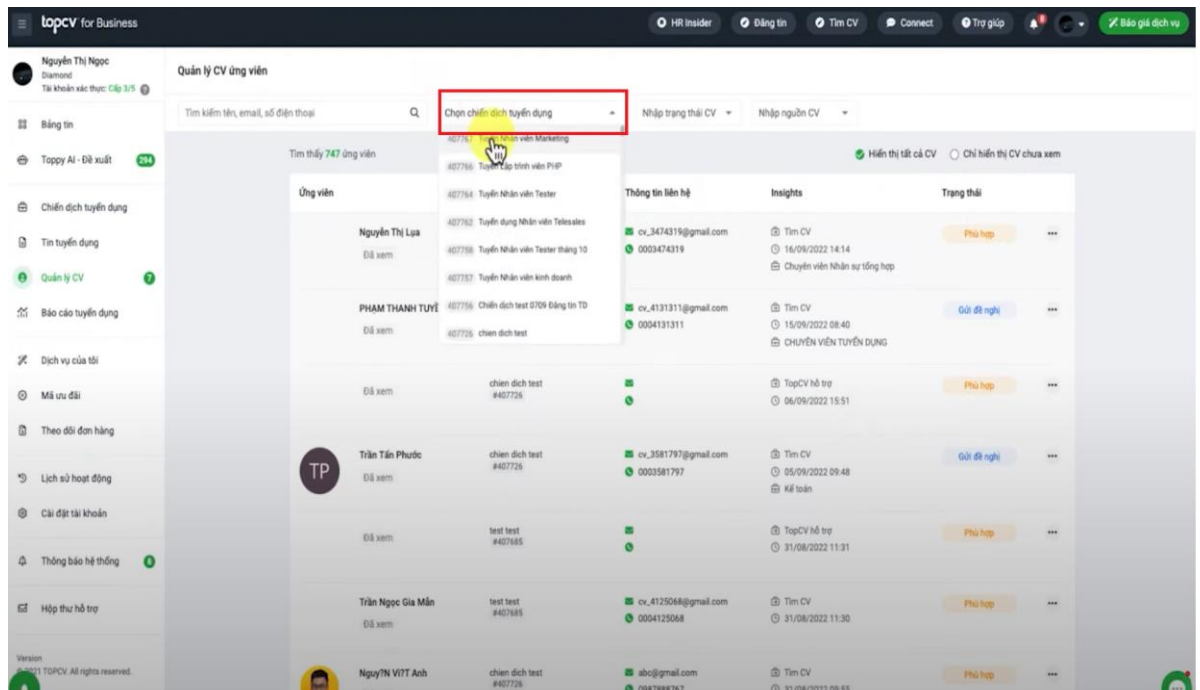 topcv for Business
HR Insider
Đăng tin
Tìm CV
Connect
Trợ giúp
Báo giá dịch vụ
Nguyễn Thị Ngọc
Diamond
Tài khoản xác thực: Cấp 3/5
Bảng tin
Toppy AI - Đề xuất
294
Chiến dịch tuyển dụng
Tin tuyển dụng
Quản lý CV
7
Báo cáo tuyển dụng
Dịch vụ của tôi
Mã ưu đãi
Theo dõi đơn hàng
Lịch sử hoạt động
Cài đặt tài khoản
Thông báo hệ thống
Hộp thư hỗ trợ
Version
2021 TOPCV. All rights reserved.
Quản lý CV ứng viên
Tìm kiếm tên, email, số điện thoại
Chọn chiến dịch tuyển dụng
Nhập trạng thái CV
Nhập nguồn CV
407767 Tuyển Nhân viên Marketing
407766 Tuyển Lập trình viên PHP
407764 Tuyển Nhân viên Tester
407762 Tuyển dụng Nhân viên Telesales
407758 Tuyển Nhân viên Tester tháng 10
407757 Tuyển Nhân viên kinh doanh
407756 Chiến dịch test 0709 Đăng tin TD
407726 chien dich test
Tìm thấy 747 ứng viên
Hiển thị tất cả CV
Chỉ hiển thị CV chưa xem
Ứng viên
Thông tin liên hệ
Insights
Trạng thái
Nguyễn Thị Lụa
Đã xem
cv_3474319@gmail.com
0003474319
Tìm CV
16/09/2022 14:14
Chuyên viên Nhân sự tổng hợp
Phù hợp
PHẠM THANH TUYỀ
Đã xem
cv_4131311@gmail.com
0004131311
Tìm CV
15/09/2022 08:40
CHUYÊN VIÊN TUYỂN DỤNG
Gửi đề nghị
Đã xem
chien dich test
#407726
TopCV hỗ trợ
06/09/2022 15:51
Phù hợp
TP
Trần Tấn Phước
Đã xem
chien dich test
#407726
cv_3581797@gmail.com
0003581797
Tìm CV
05/09/2022 09:48
Kế toán
Gửi đề nghị
Đã xem
test test
#407685
TopCV hỗ trợ
31/08/2022 11:31
Phù hợp
Trần Ngọc Gia Mẫn
Đã xem
test test
#407685
cv_4125068@gmail.com
0004125068
Tìm CV
31/08/2022 11:30
Phù hợp
Nguy?N Vi?T Anh
chien dich test
#407726
abc@gmail.com
0987888767
Tìm CV
31/08/2022 09:55
Phù hợp